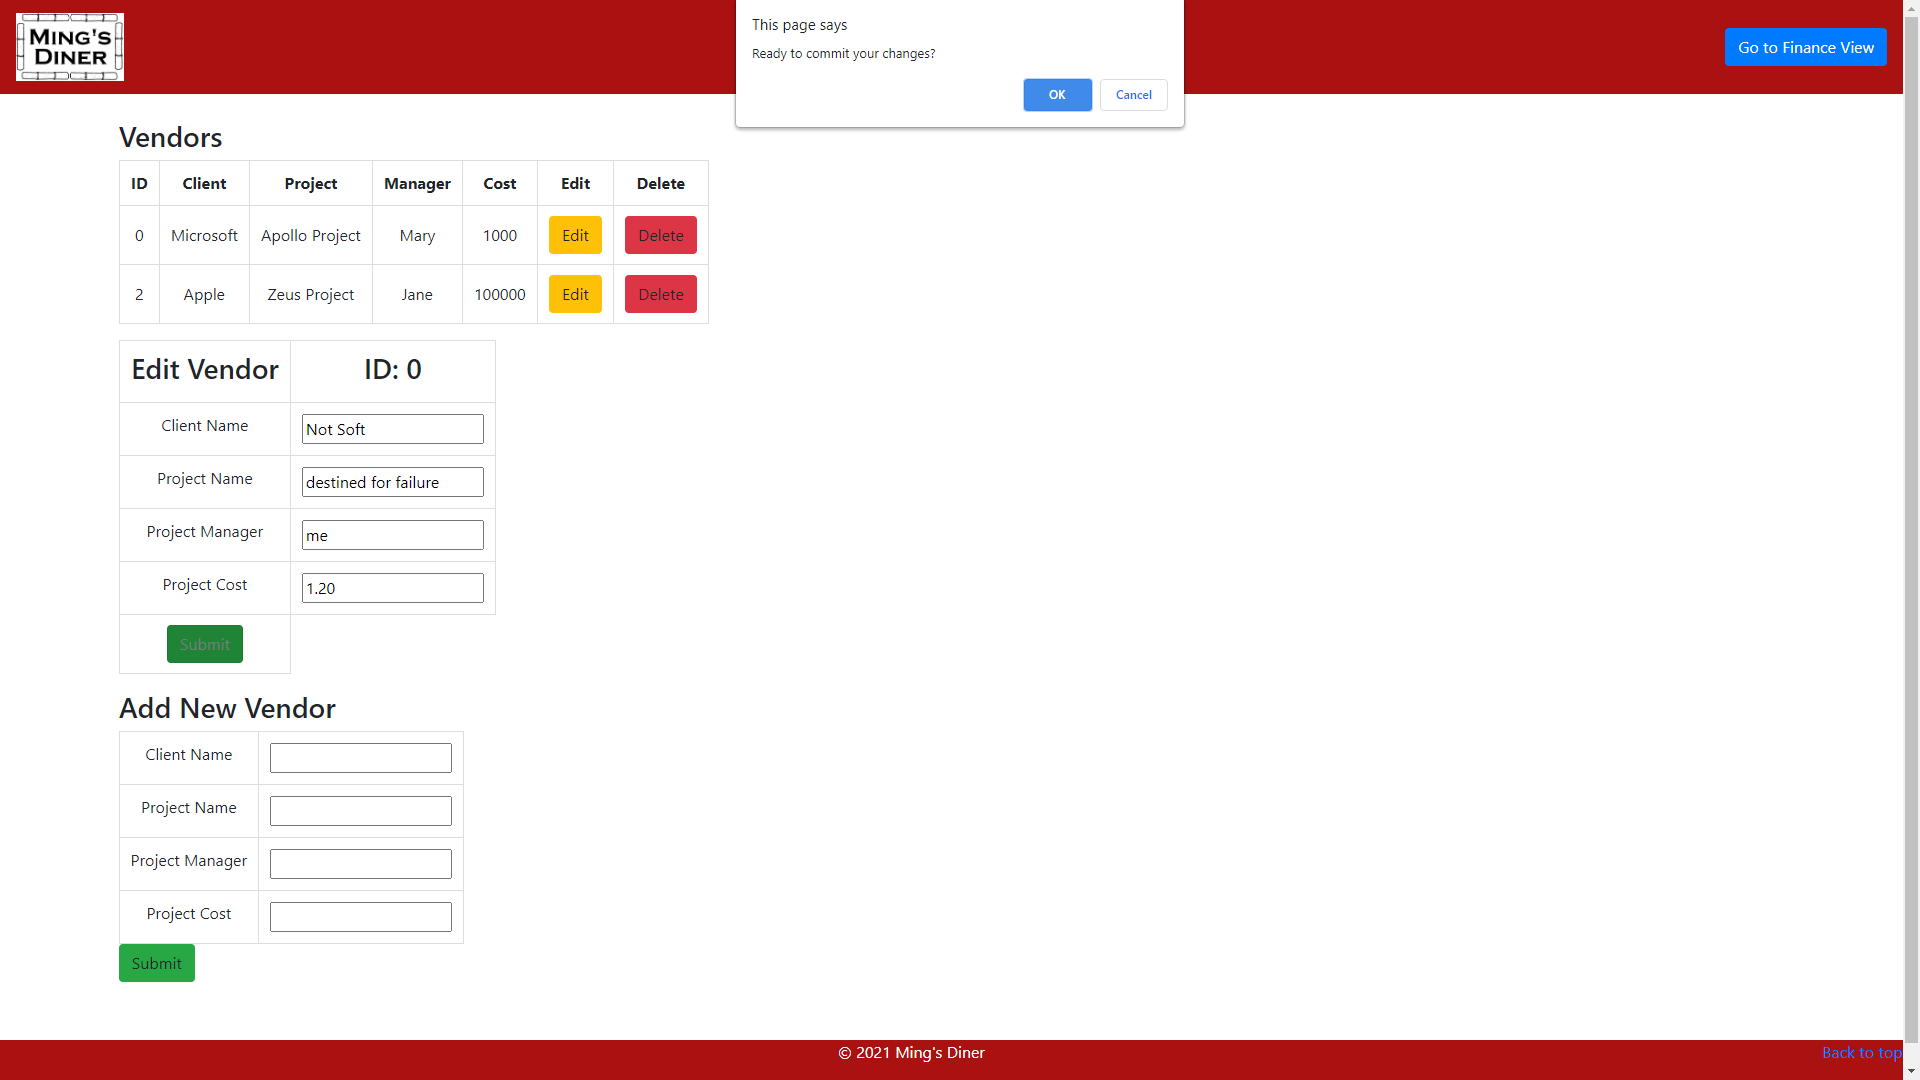 MING'S
DINER
This page says
Ready to commit your changes?
OK Cancel
Go to Finance View
Vendors
ID Client Project Manager Cost Edit Delete
0 Microsoft Apollo Project Mary 1000 Edit Delete
2 Apple Zeus Project Jane 100000 Edit Delete
Edit Vendor ID: 0
Client Name Not Soft
Project Name destined for failure
Project Manager me
Project Cost 1.20
Submit
Add New Vendor
Client Name
Project Name
Project Manager
Project Cost
Submit
© 2021 Ming's Diner
Back to top